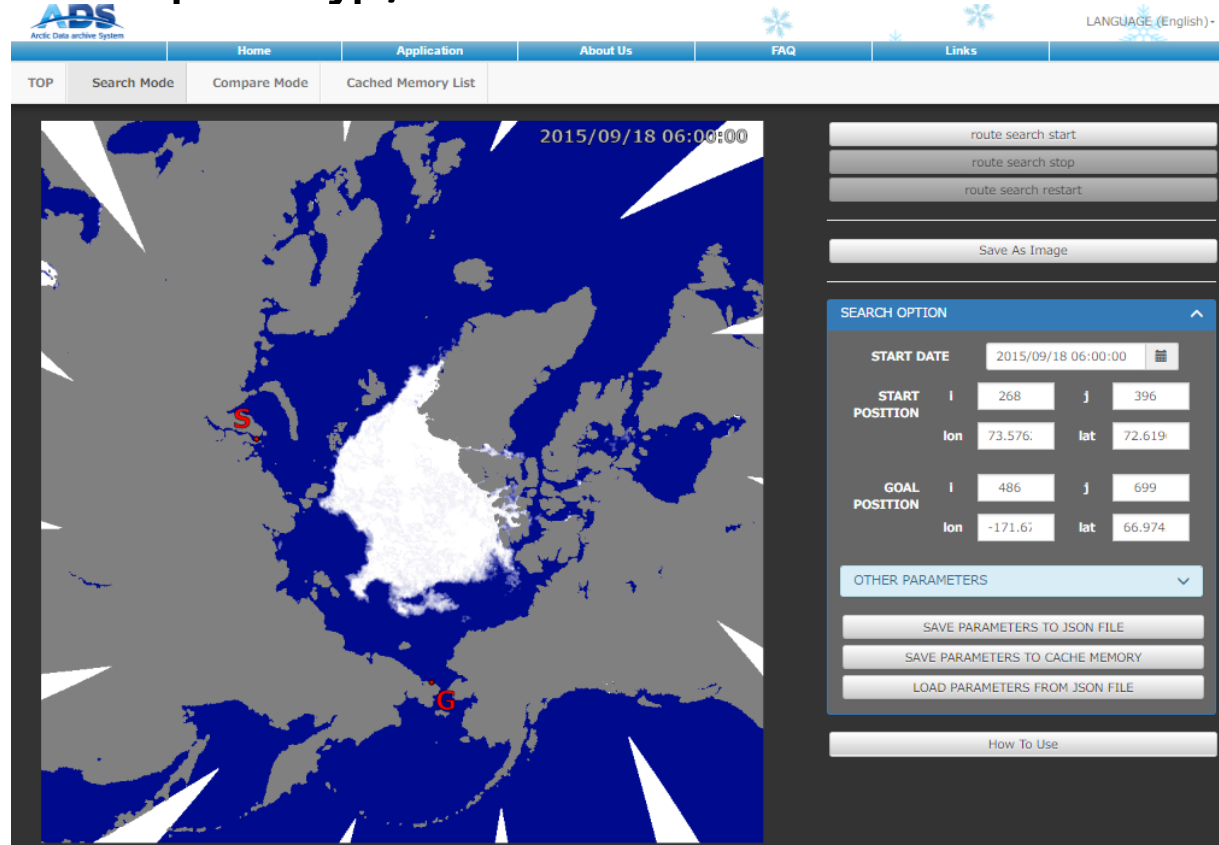 ADS
Arctic Data archive System
LANGUAGE (English)
Home Application About Us FAQ Links
TOP Search Mode Compare Mode Cached Memory List
2015/09/18 06:00:00
route search start
route search stop
route search restart
Save As Image
SEARCH OPTION
START DATE 2015/09/18 06:00:00
START POSITION i 268 j 396
lon 73.576 lat 72.619
GOAL POSITION i 486 j 699
lon -171.67 lat 66.974
OTHER PARAMETERS
SAVE PARAMETERS TO JSON FILE
SAVE PARAMETERS TO CACHE MEMORY
LOAD PARAMETERS FROM JSON FILE
How To Use
S
G